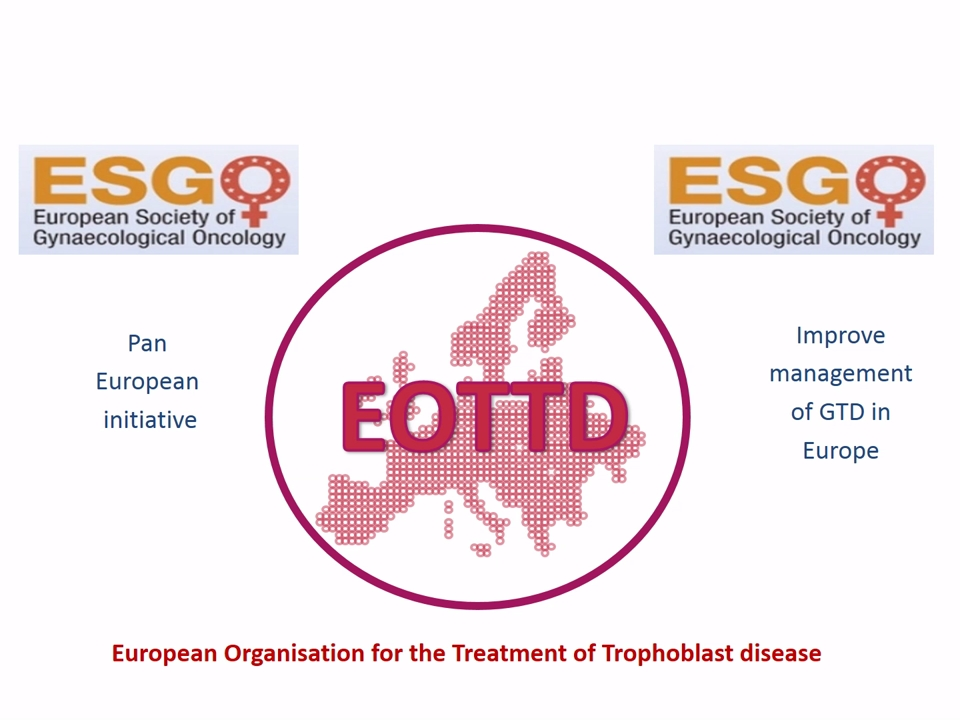 ESGO
European Society of
Gynaecological Oncology
ESGO
European Society of
Gynaecological Oncology
Pan
European
initiative
EOTTD
Improve
management
of GTD in
Europe
European Organisation for the Treatment of Trophoblast disease